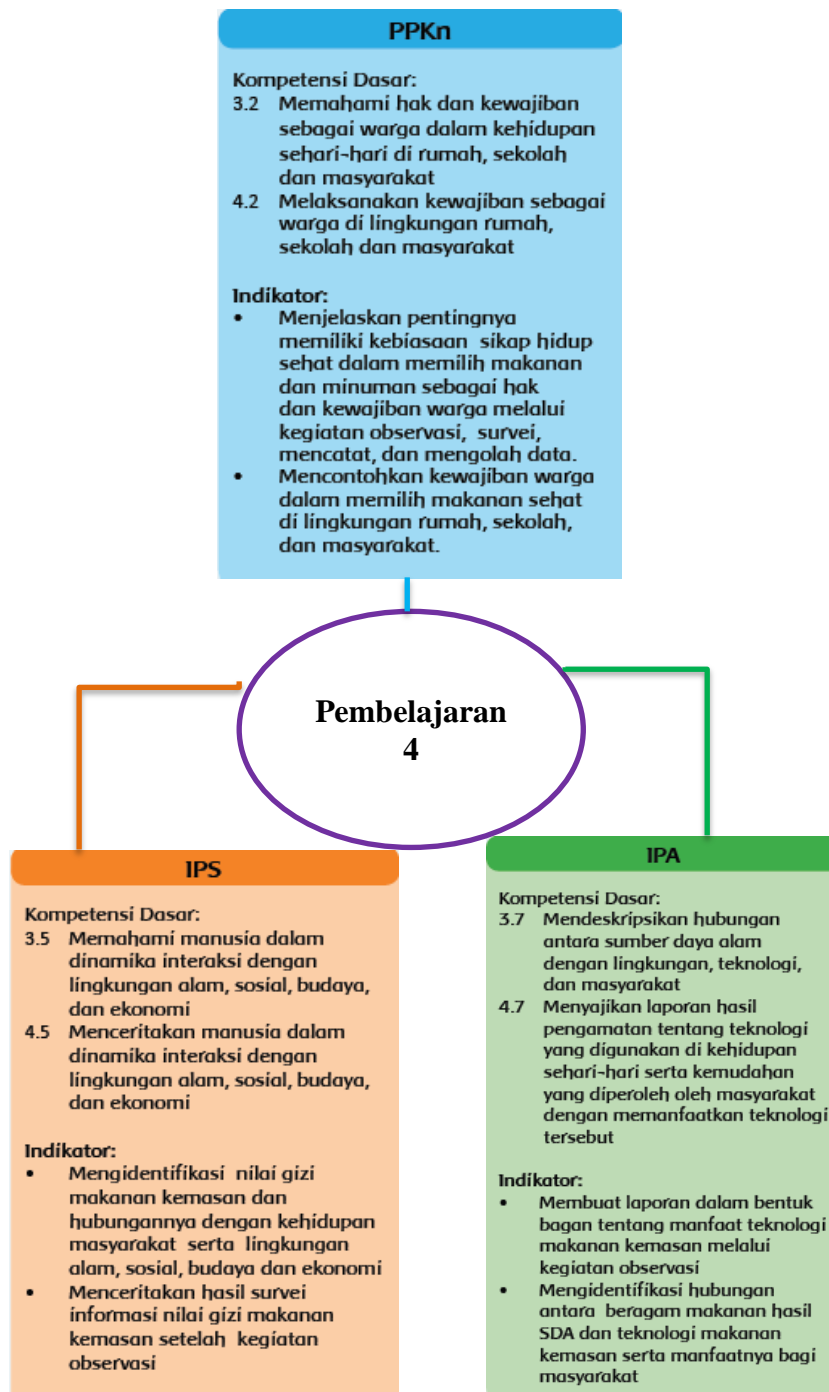 PPKn
Kompetensi Dasar:
3.2 Memahami hak dan kewajiban
sebagai warga dalam kehidupan
sehari-hari di rumah, sekolah
dan masyarakat
4.2 Melaksanakan kewajiban sebagai
warga di lingkungan rumah,
sekolah dan masyarakat
Indikator:
• Menjelaskan pentingnya
memiliki kebiasaan sikap hidup
sehat dalam memilih makanan
dan minuman sebagai hak
dan kewajiban warga melalui
kegiatan observasi, survei,
mencatat, dan mengolah data.
• Mencontohkan kewajiban warga
dalam memilih makanan sehat
di lingkungan rumah, sekolah,
dan masyarakat.
Pembelajaran
4
IPS
Kompetensi Dasar:
3.5 Memahami manusia dalam
dinamika interaksi dengan
lingkungan alam, sosial, budaya,
dan ekonomi
4.5 Menceritakan manusia dalam
dinamika interaksi dengan
lingkungan alam, sosial, budaya,
dan ekonomi
Indikator:
• Mengidentifikasi nilai gizi
makanan kemasan dan
hubungannya dengan kehidupan
masyarakat serta lingkungan
alam, sosial, budaya dan ekonomi
• Menceritakan hasil survei
informasi nilai gizi makanan
kemasan setelah kegiatan
observasi
IPA
Kompetensi Dasar:
3.7 Mendeskripsikan hubungan
antara sumber daya alam
dengan lingkungan, teknologi,
dan masyarakat
4.7 Menyajikan laporan hasil
pengamatan tentang teknologi
yang digunakan di kehidupan
sehari-hari serta kemudahan
yang diperoleh oleh masyarakat
dengan memanfaatkan teknologi
tersebut
Indikator:
• Membuat laporan dalam bentuk
bagan tentang manfaat teknologi
makanan kemasan melalui
kegiatan observasi
• Mengidentifikasi hubungan
antara beragam makanan hasil
SDA dan teknologi makanan
kemasan serta manfaatnya bagi
masyarakat